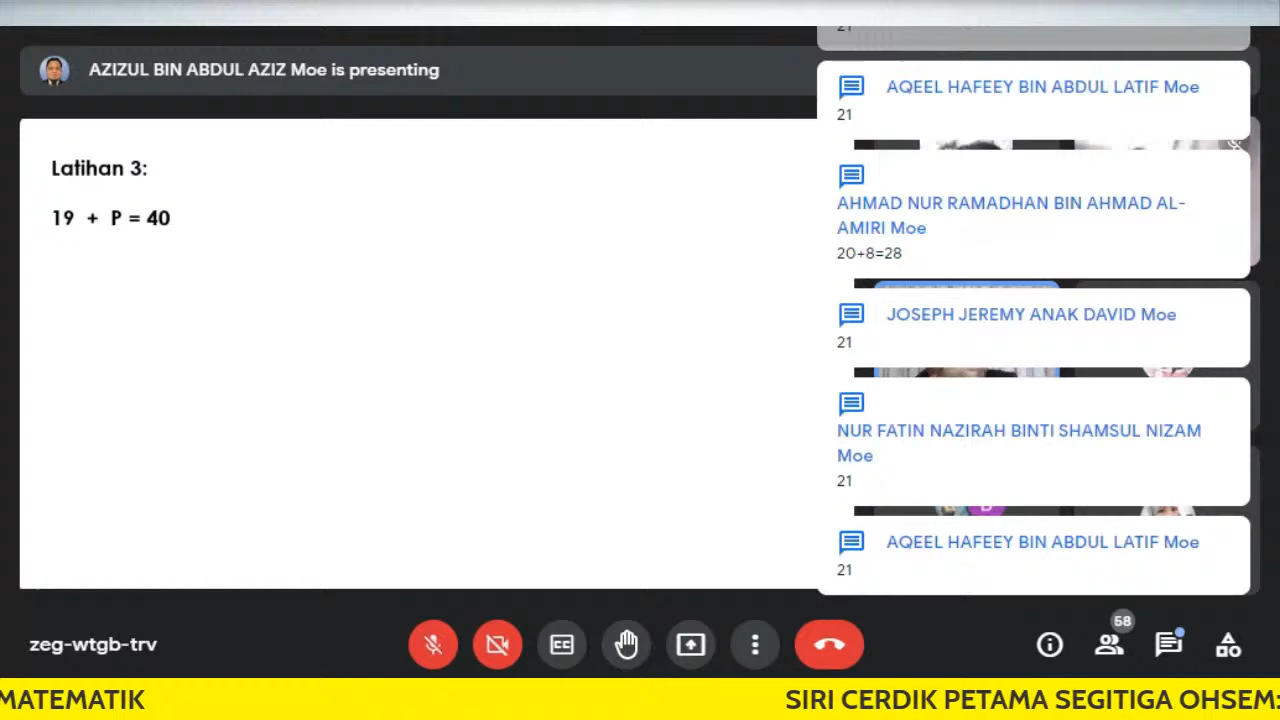 AZIZUL BIN ABDUL AZIZ Moe is presenting
Latihan 3:
19 + P = 40
21
AQEEL HAFEEY BIN ABDUL LATIF Moe
21
AHMAD NUR RAMADHAN BIN AHMAD AL-
AMIRI Moe
20+8=28
JOSEPH JEREMY ANAK DAVID Moe
21
NUR FATIN NAZIRAH BINTI SHAMSUL NIZAM
Moe
21
AQEEL HAFEEY BIN ABDUL LATIF Moe
21
zeg-wtgb-trv
CC
58
MATEMATIK
SIRI CERDIK PETAMA SEGITIGA OHSEM: